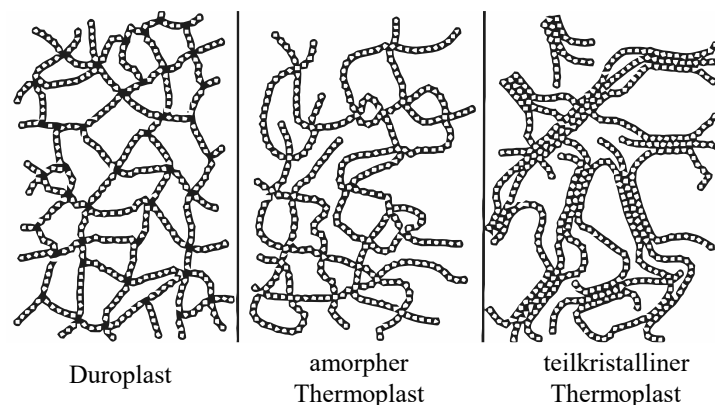 Duroplast
amorpher
Thermoplast
teilkristalliner
Thermoplast